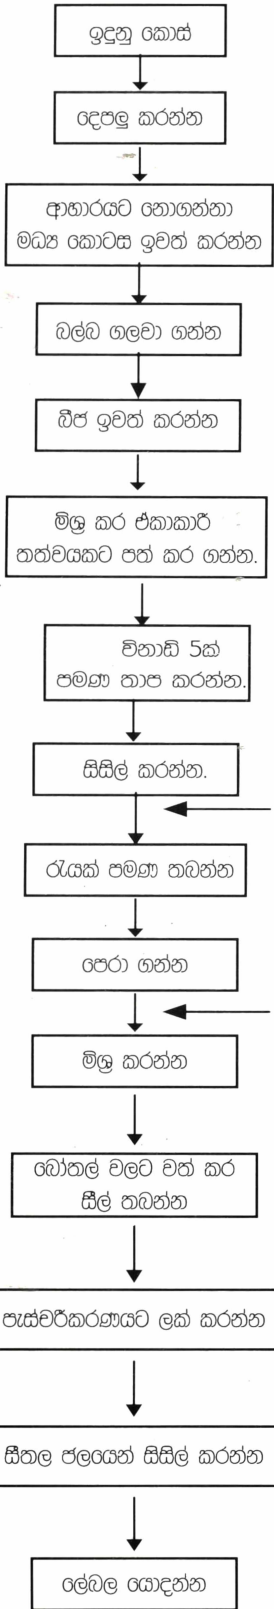 ඉදුනු කොස්
දෙපලු කරන්න
ආහාරයට නොගන්නා
මධ්‍ය කොටස ඉවත් කරන්න
බල්බ ගලවා ගන්න
බීජ ඉවත් කරන්න
මිශ්‍ර කර ඒකාකාරී
තත්වයකට පත් කර ගන්න.
විනාඩි 5ක්
පමණ තාප කරන්න.
සිසිල් කරන්න.
රැයක් පමණ තබන්න
පෙරා ගන්න
මිශ්‍ර කරන්න
බෝතල් වලට වත් කර
සීල් තබන්න
පැස්චරීකරණයට ලක් කරන්න
සීතල ජලයෙන් සිසිල් කරන්න
ලේබල යොදන්න